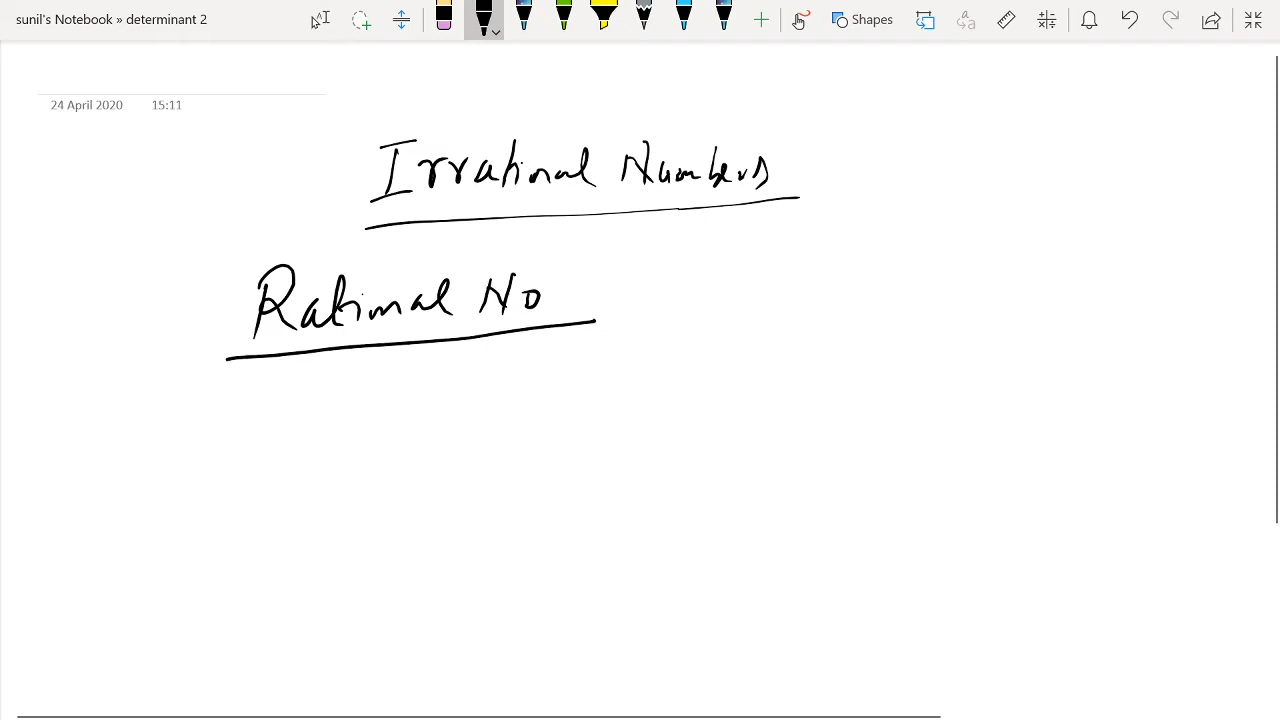 sunil's Notebook » determinant 2
Shapes
24 April 2020 15:11
Irrational Numbers
Rational No